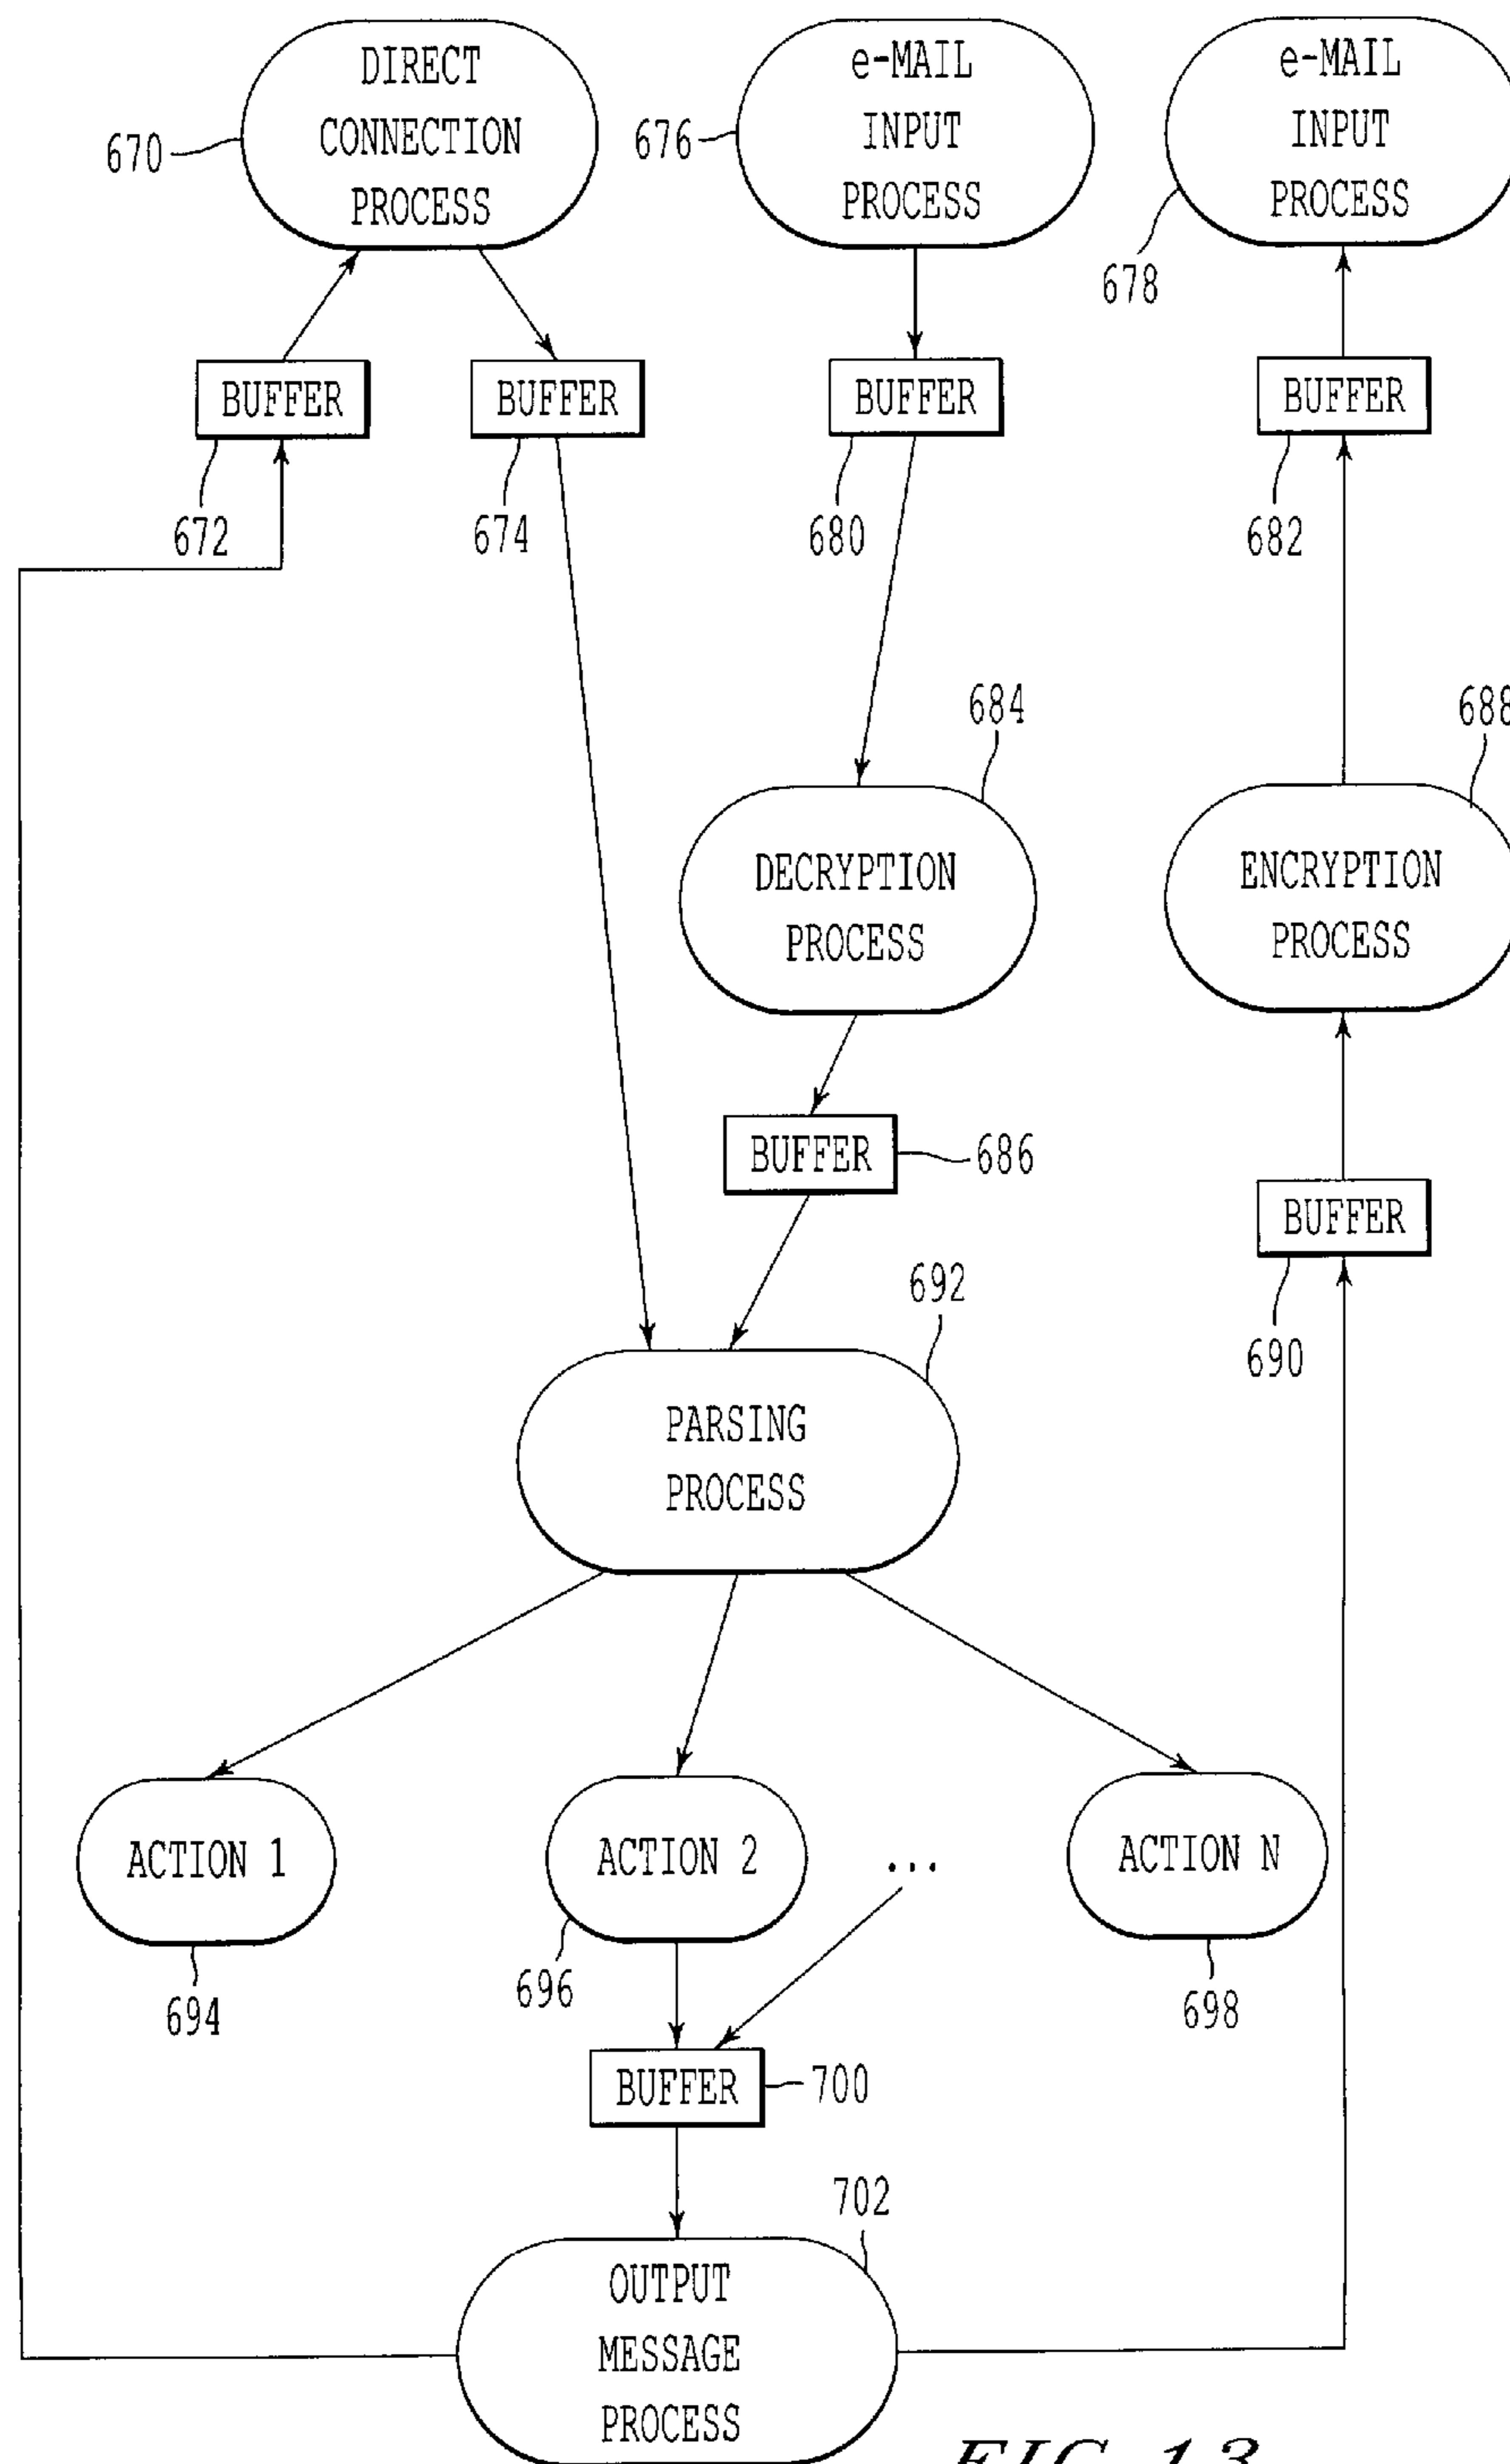 DIRECT
CONNECTION
PROCESS
670
e-MAIL
INPUT
PROCESS
676
e-MAIL
INPUT
PROCESS
678
BUFFER
672
BUFFER
674
BUFFER
680
BUFFER
682
684
DECRYPTION
PROCESS
688
ENCRYPTION
PROCESS
BUFFER
686
BUFFER
690
692
PARSING
PROCESS
ACTION 1
694
ACTION 2
696
...
ACTION N
698
BUFFER
700
702
OUTPUT
MESSAGE
PROCESS
FIG. 13